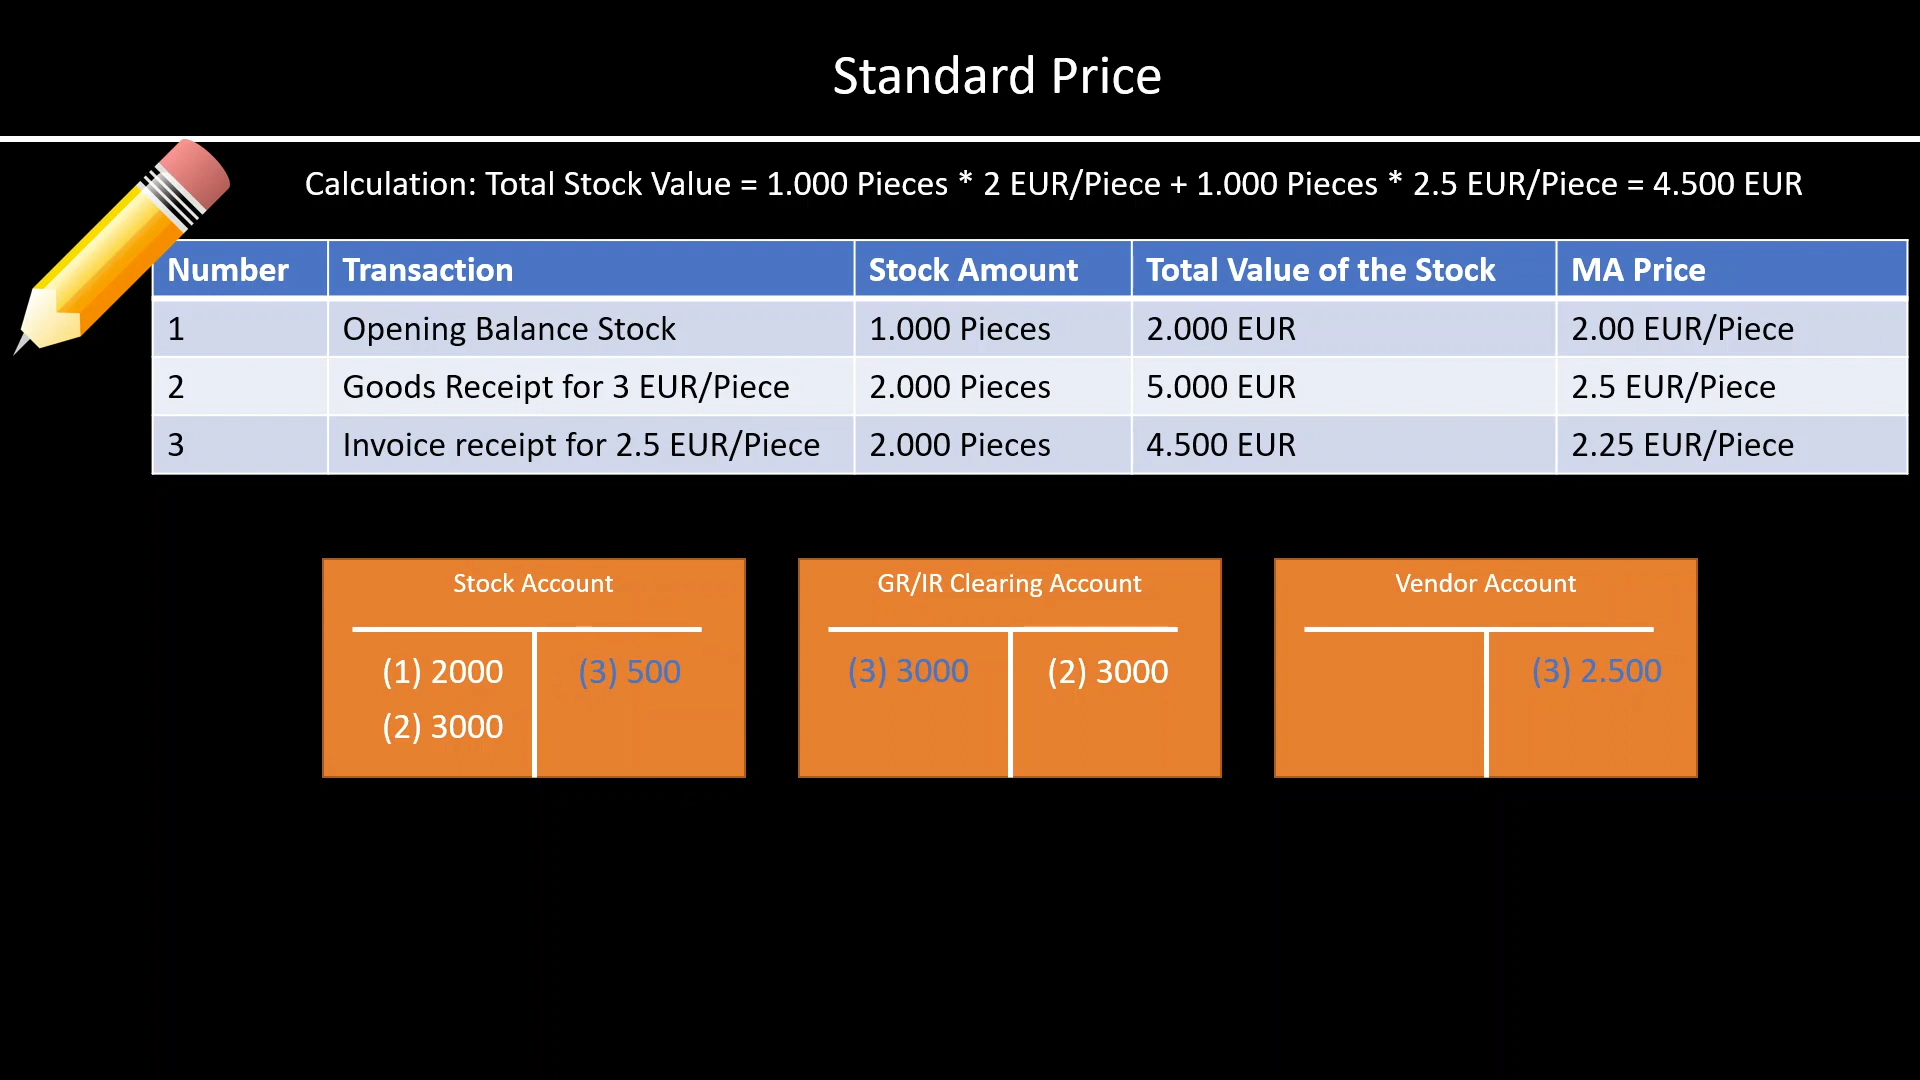 Standard Price
Calculation: Total Stock Value = 1.000 Pieces * 2 EUR/Piece + 1.000 Pieces * 2.5 EUR/Piece = 4.500 EUR
Number Transaction Stock Amount Total Value of the Stock MA Price
1 Opening Balance Stock 1.000 Pieces 2.000 EUR 2.00 EUR/Piece
2 Goods Receipt for 3 EUR/Piece 2.000 Pieces 5.000 EUR 2.5 EUR/Piece
3 Invoice receipt for 2.5 EUR/Piece 2.000 Pieces 4.500 EUR 2.25 EUR/Piece
Stock Account
(1) 2000 (3) 500
(2) 3000
GR/IR Clearing Account
(3) 3000 (2) 3000
Vendor Account
(3) 2.500